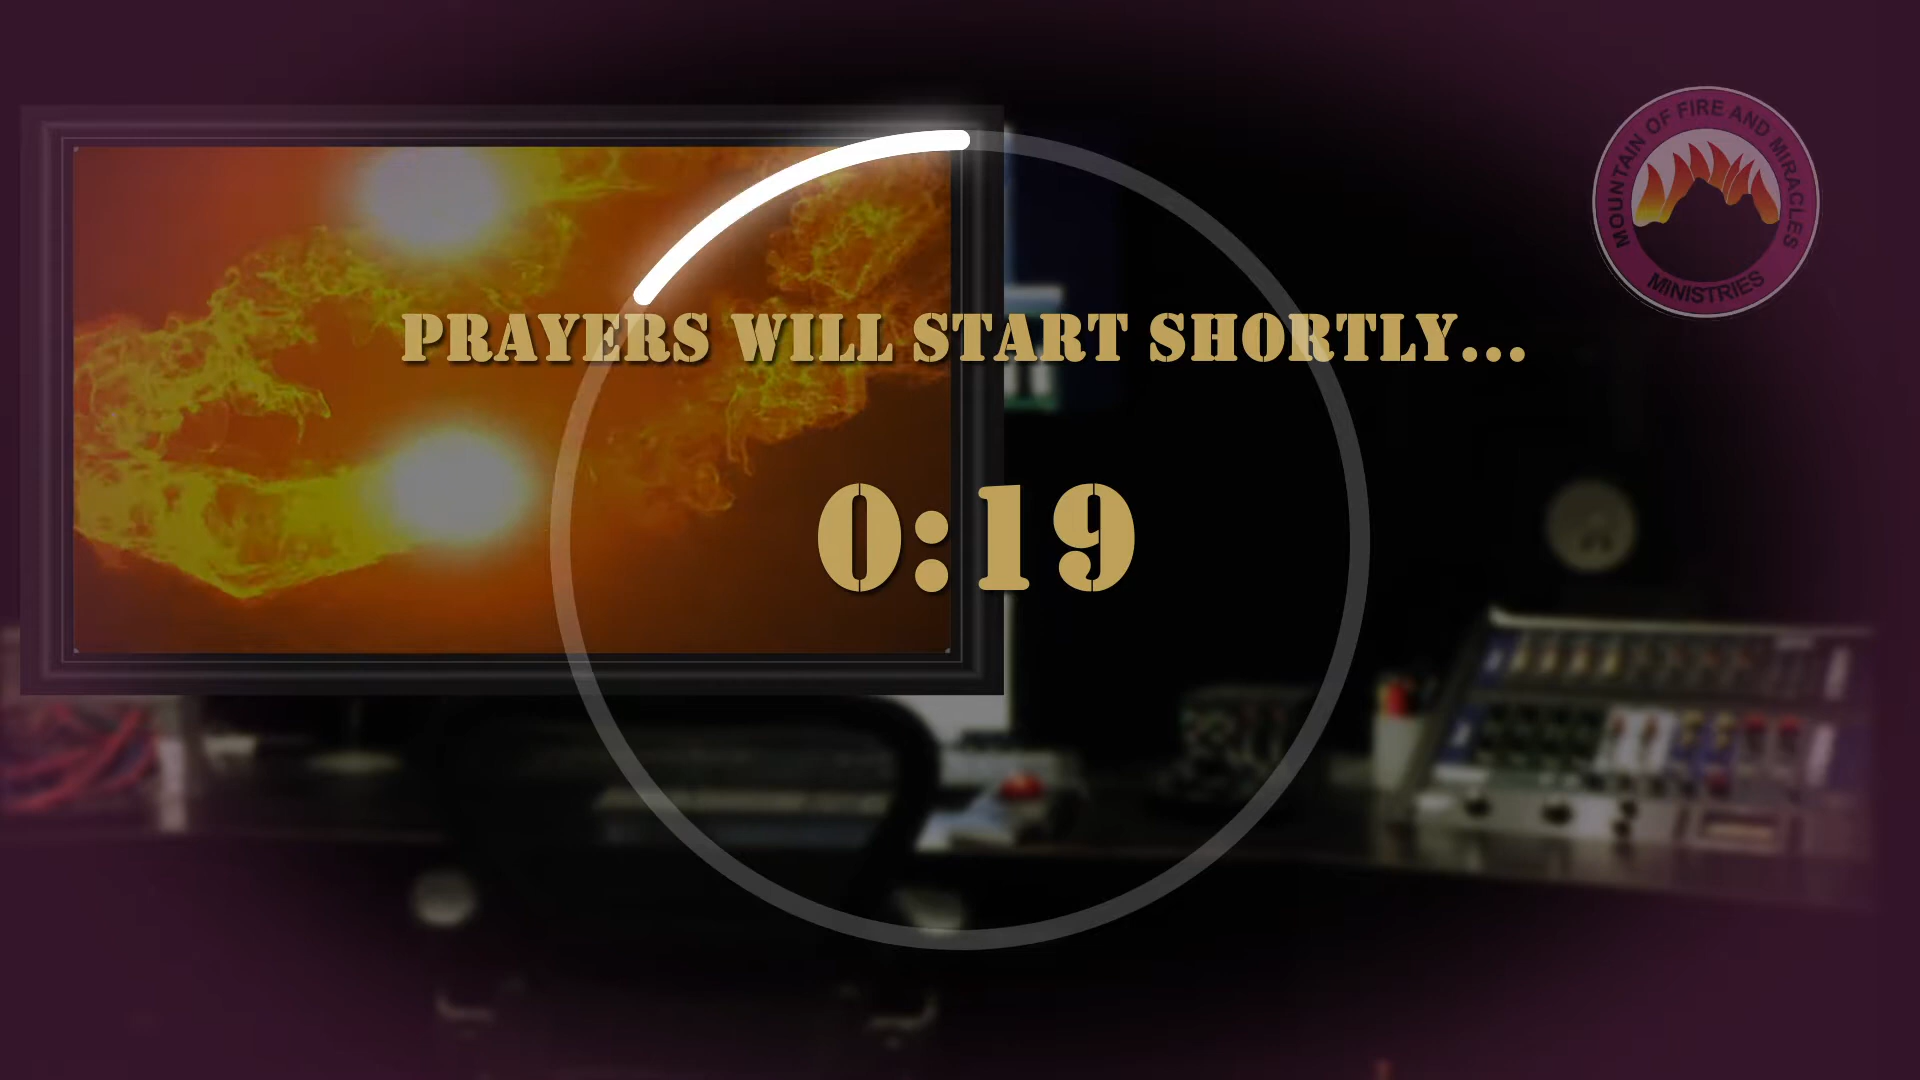 MOUNTAIN OF FIRE AND MIRACLES
MINISTRIES
PRAYERS WILL START SHORTLY...
0:19